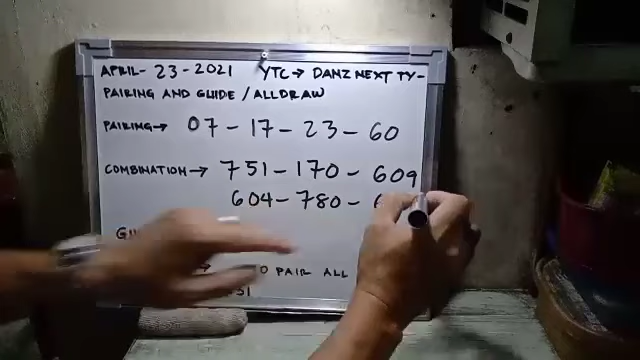 APRIL- 23-2021 YTC→ DANZ NEXT TY-
PAIRING AND GUIDE / ALLDRAW
PAIRING→ 07-17-23-60
COMBINATION→ 751-170-609
604-780-
PAIR ALL